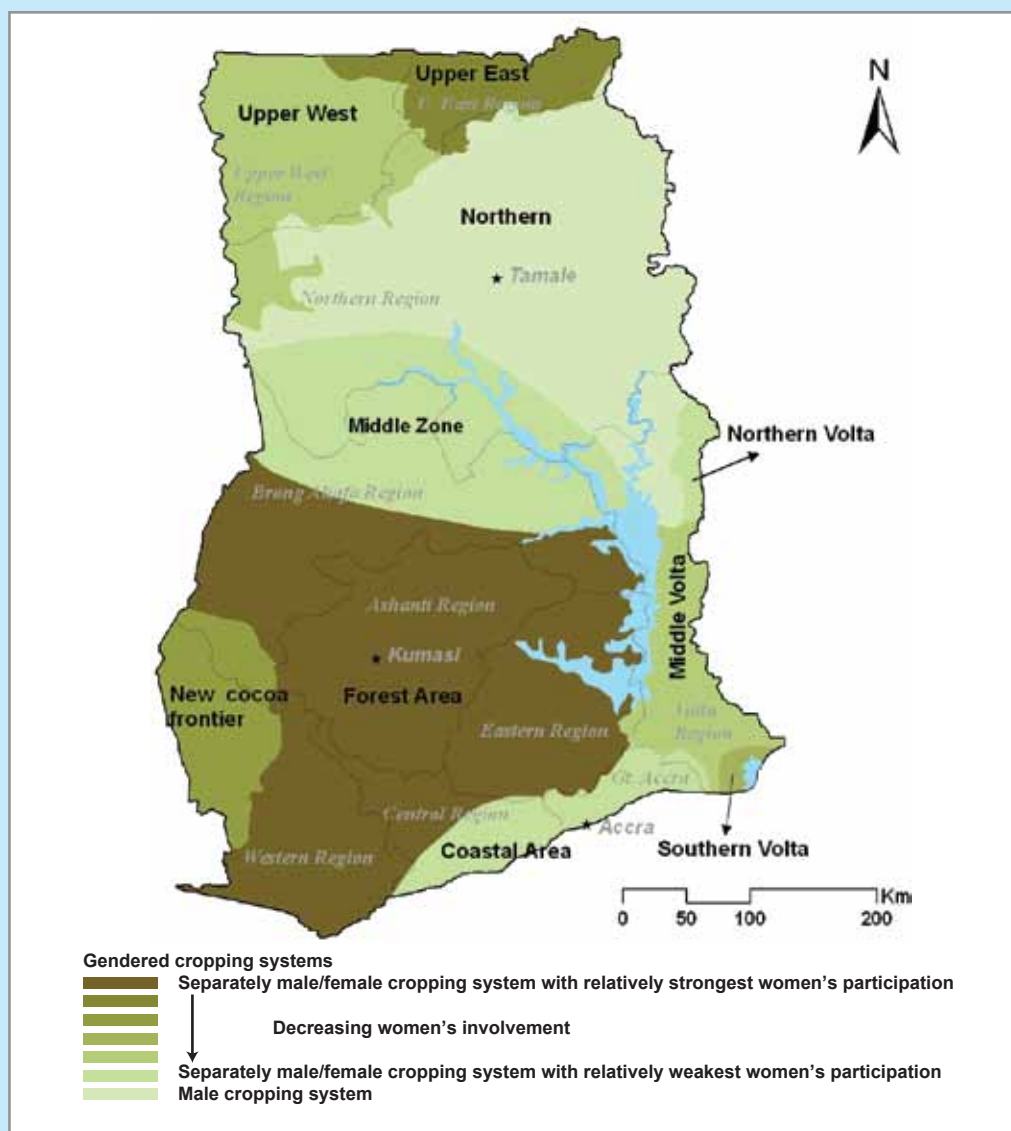 Upper East
U. East Region
N
Upper West
Upper West
Region
Northern
Tamale
Northern Region
Middle Zone
Northern Volta
Brong Ahafo Region
Middle Volta
Ashanti Region
Kumasi
New cocoa
frontier
Forest Area
Eastern Region
Volta
Region
Gt. Accra
Central Region
Accra
Western Region
Coastal Area
Southern Volta
Km
0 50 100 200
Gendered cropping systems
Separately male/female cropping system with relatively strongest women's participation
Decreasing women's involvement
Separately male/female cropping system with relatively weakest women's participation
Male cropping system